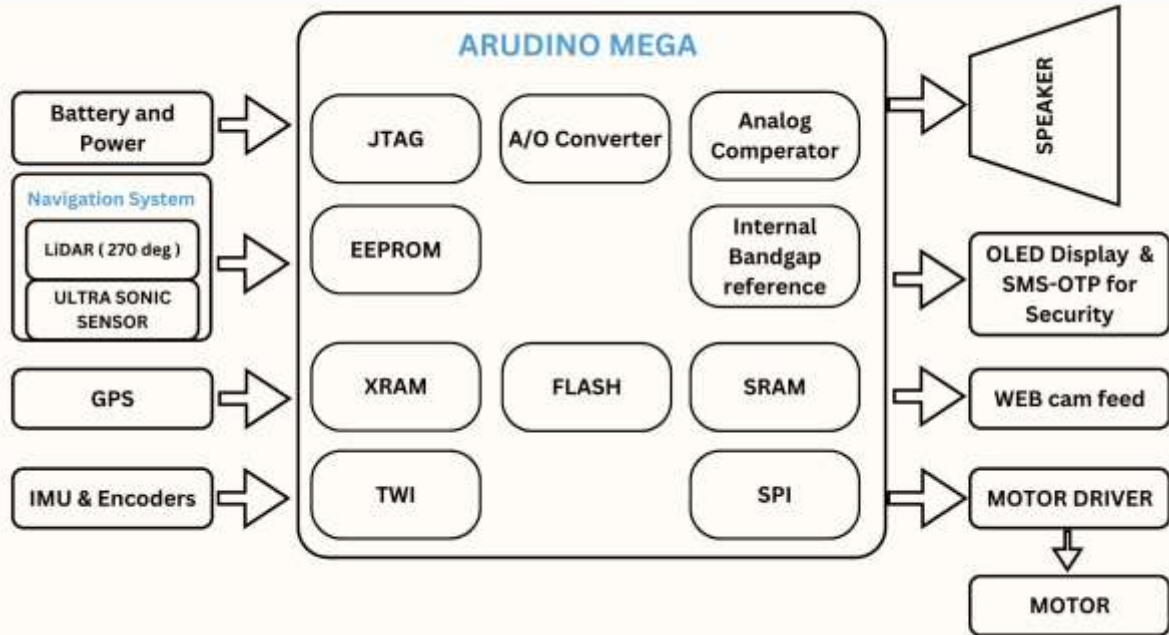 ARUDINO MEGA
Battery and
Power
Navigation System
LiDAR ( 270 deg )
ULTRA SONIC
SENSOR
GPS
IMU & Encoders
JTAG
A/O Converter
Analog
Comperator
EEPROM
Internal
Bandgap
reference
XRAM
FLASH
SRAM
TWI
SPI
SPEAKER
OLED Display &
SMS-OTP for
Security
WEB cam feed
MOTOR DRIVER
MOTOR